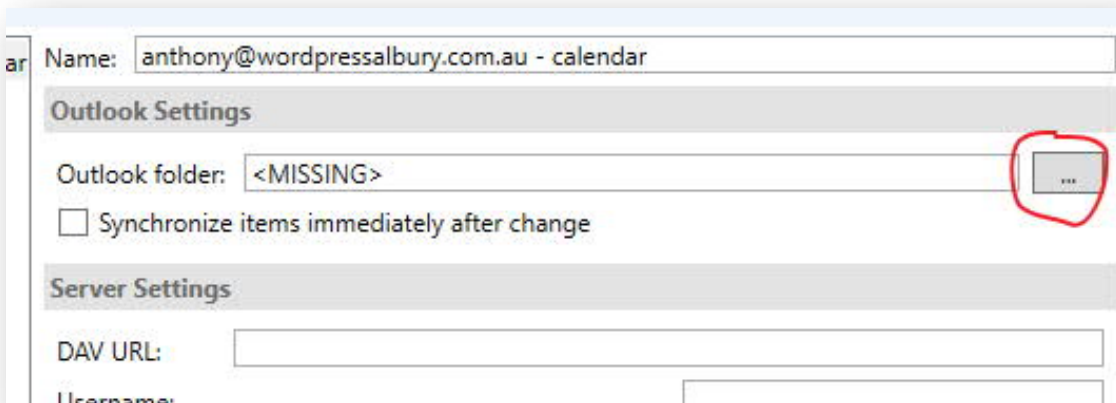 ar
Name: anthony@wordpressalbury.com.au - calendar
Outlook Settings
Outlook folder: <MISSING>
...
Synchronize items immediately after change
Server Settings
DAV URL:
Username: